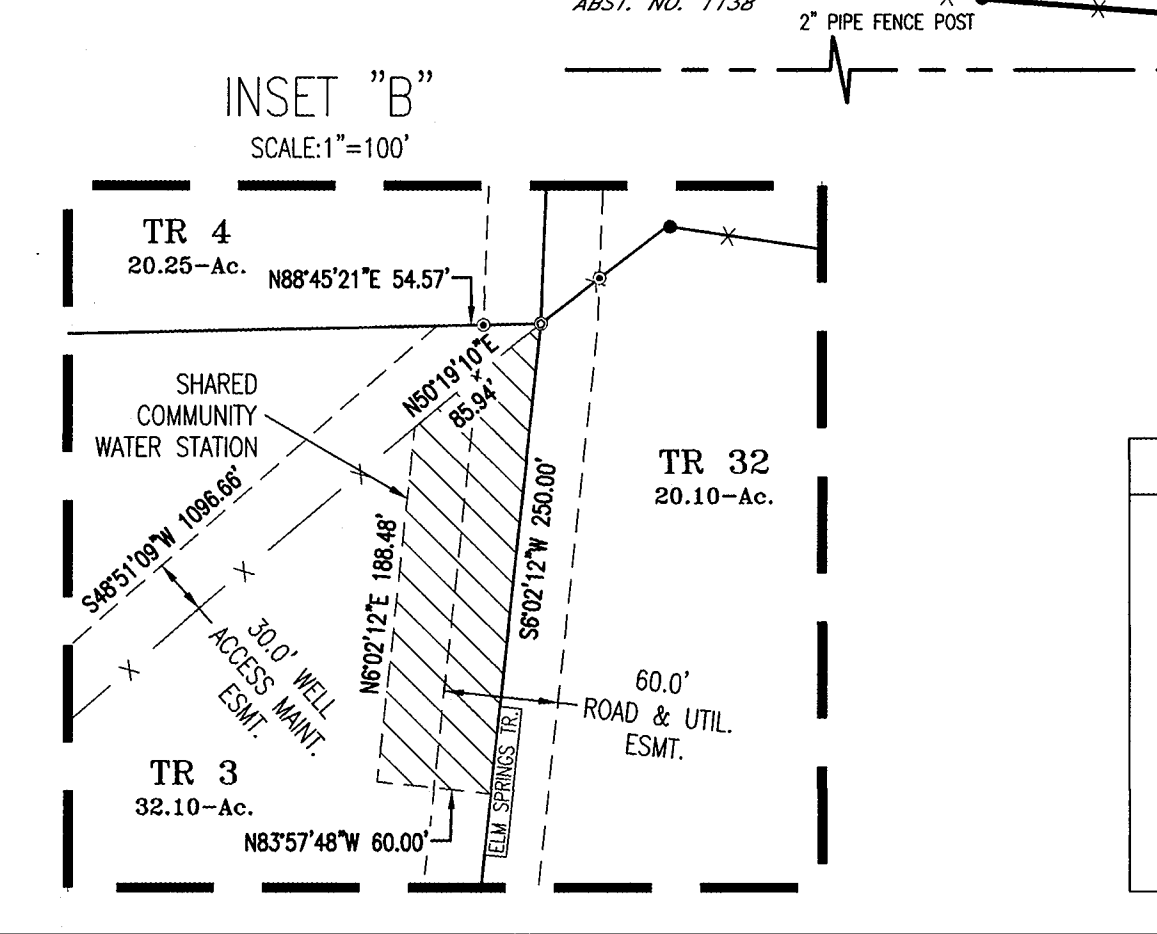 ABST. NO. 1138
2" PIPE FENCE POST
INSET "B"
SCALE:1"=100'
TR 4
20.25-Ac.
N88°45'21"E 54.57'
SHARED
COMMUNITY
WATER STATION
N50°19'10"E
85.94'
TR 32
20.10-Ac.
S48°51'09"W 1096.66'
N6°02'12"E 188.48'
S6°02'12"W 250.00'
30.0' WELL
ACCESS MAINT.
ESMT.
60.0'
ROAD & UTIL.
ESMT.
TR 3
32.10-Ac.
ELM SPRINGS TR.
N83°57'48"W 60.00'